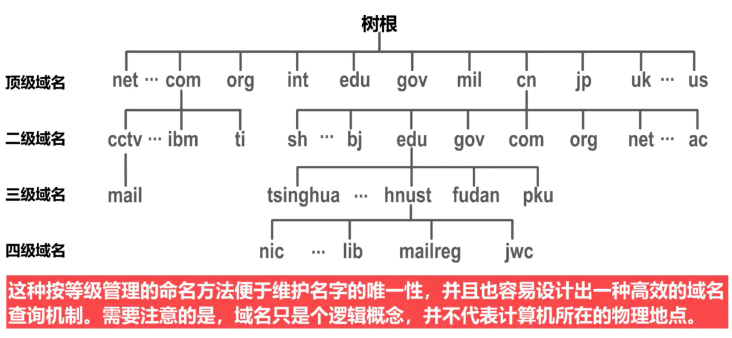 树根
顶级域名 net ··· com org int edu gov mil cn jp uk ··· us
二级域名 cctv ··· ibm ti sh ··· bj edu gov com org net ··· ac
三级域名 mail tsinghua ··· hnust fudan pku
四级域名 nic ··· lib mailreg jwc
这种按等级管理的命名方法便于维护名字的唯一性，并且也容易设计出一种高效的域名
查询机制。需要注意的是，域名只是个逻辑概念，并不代表计算机所在的物理地点。